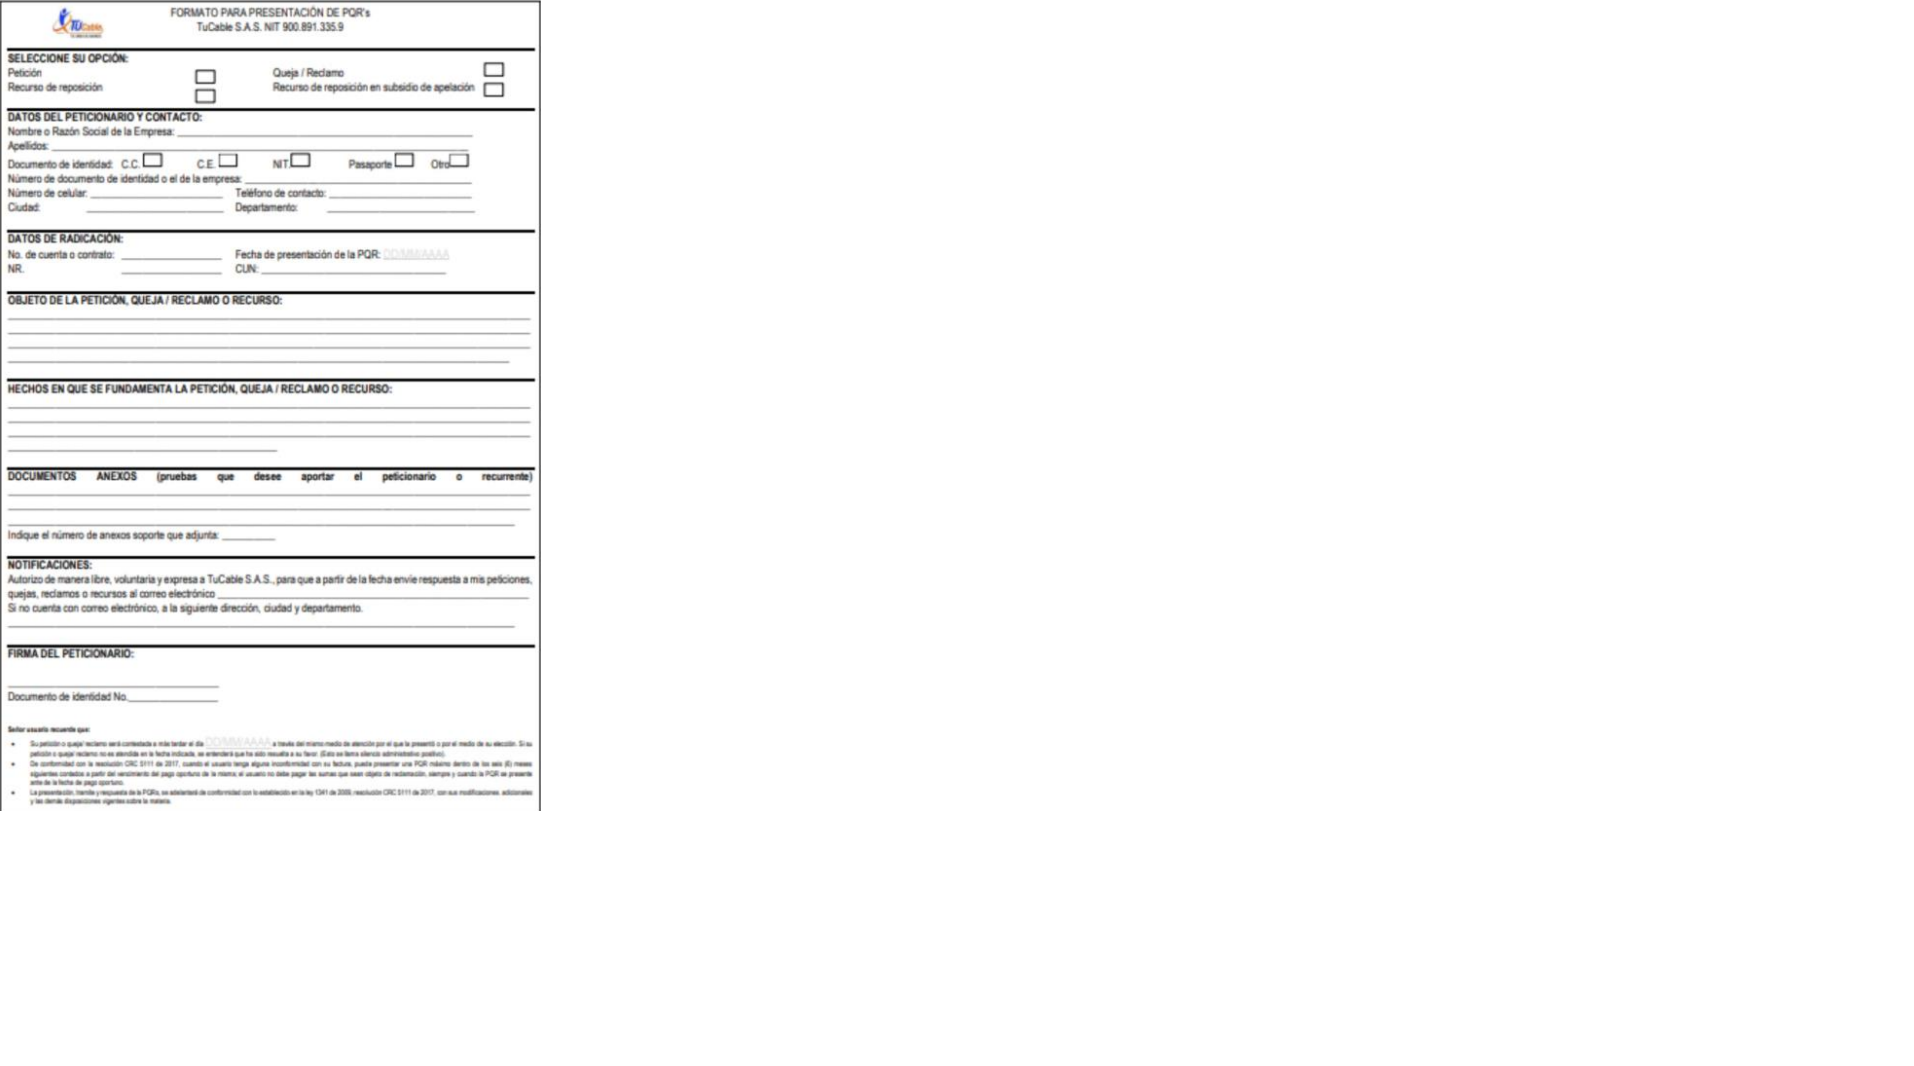 TUCable
FORMATO PARA PRESENTACIÓN DE PQR's
TuCable S.A.S. NIT 900.891.335.9
SELECCIONE SU OPCIÓN:
Petición Queja / Reclamo
Recurso de reposición Recurso de reposición en subsidio de apelación
DATOS DEL PETICIONARIO Y CONTACTO:
Nombre o Razón Social de la Empresa:
Apellidos:
Documento de identidad: C.C. C.E. NIT. Pasaporte Otro
Número de documento de identidad o el de la empresa:
Número de celular: Teléfono de contacto:
Ciudad: Departamento:
DATOS DE RADICACIÓN:
No. de cuenta o contrato: Fecha de presentación de la PQR: DD/MM/AAAA
NR. CUN:
OBJETO DE LA PETICIÓN, QUEJA / RECLAMO O RECURSO:
HECHOS EN QUE SE FUNDAMENTA LA PETICIÓN, QUEJA / RECLAMO O RECURSO:
DOCUMENTOS ANEXOS (pruebas que desee aportar el peticionario o recurrente)
Indique el número de anexos soporte que adjunta:
NOTIFICACIONES:
Autorizo de manera libre, voluntaria y expresa a TuCable S.A.S., para que a partir de la fecha envíe respuesta a mis peticiones,
quejas, reclamos o recursos al correo electrónico
Si no cuenta con correo electrónico, a la siguiente dirección, ciudad y departamento.
FIRMA DEL PETICIONARIO:
Documento de identidad No.
Señor usuario recuerde que:
• Su petición o queja/ reclamo será contestada a más tardar el día DD/MM/AAAA a través del mismo medio de atención por el que la presentó o por el medio de su elección. Si su
petición o queja/ reclamo no es atendida en la fecha indicada, se entenderá que ha sido resuelta a su favor. (Esto se llama silencio administrativo positivo).
• De conformidad con la resolución CRC 5111 de 2017, cuando el usuario tenga alguna inconformidad con su factura, puede presentar una PQR máximo dentro de los seis (6) meses
siguientes contados a partir del vencimiento del pago oportuno de la misma; el usuario no debe pagar las sumas que sean objeto de reclamación, siempre y cuando la PQR se presente
ante de la fecha de pago oportuno.
• La presentación, tramite y respuesta de la PQRs, se adelantará de conformidad con lo establecido en la ley 1341 de 2009, resolución CRC 5111 de 2017, con sus modificaciones, adicionales
y las demás disposiciones vigentes sobre la materia.